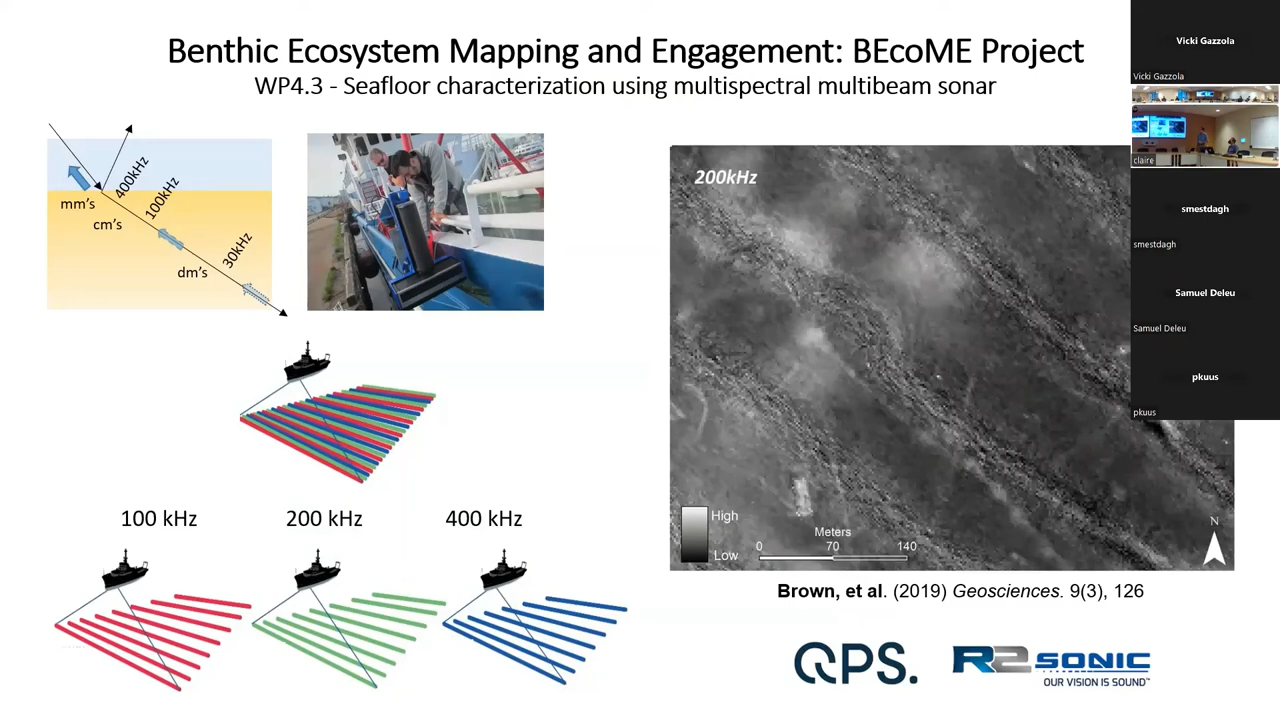 Benthic Ecosystem Mapping and Engagement: BEcoME Project
WP4.3 - Seafloor characterization using multispectral multibeam sonar
mm's
cm's
dm's
400kHz
100kHz
30kHz
200kHz
High
Low
Meters
0 70 140
N
100 kHz
200 kHz
400 kHz
Brown, et al. (2019) Geosciences. 9(3), 126
QPS.
R2SONIC
OUR VISION IS SOUND™
Vicki Gazzola
Vicki Gazzola
claire
smestdagh
smestdagh
Samuel Deleu
Samuel Deleu
pkuus
pkuus